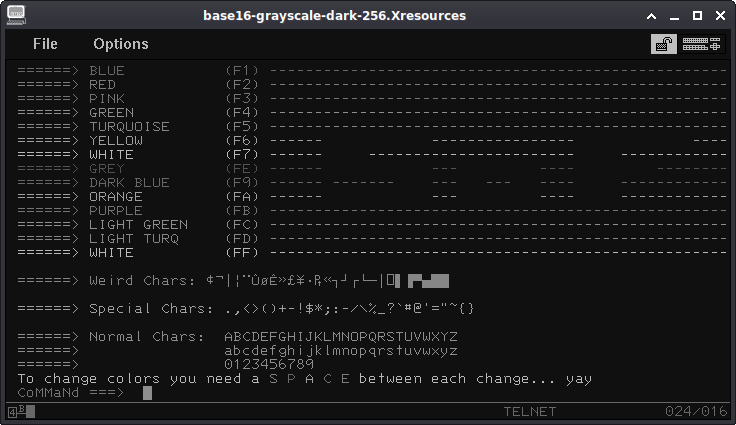 base16-grayscale-dark-256.Xresources
File Options
======> BLUE (F1) ---------------------------------------------------
======> RED (F2) ---------------------------------------------------
======> PINK (F3) ---------------------------------------------------
======> GREEN (F4) ---------------------------------------------------
======> TURQUOISE (F5) ---------------------------------------------------
======> YELLOW (F6) ------ ---------------- ----
======> WHITE (F7) ------ ---------------- ------------
======> GREY (FE) ------ --- ---- --------
======> DARK BLUE (F9) ------ ------- --- --- ---- --------
======> ORANGE (FA) ------ --- ---- --------
======> PURPLE (FB) ---------------------------------------------------
======> LIGHT GREEN (FC) ---------------------------------------------------
======> LIGHT TURQ (FD) ---------------------------------------------------
======> WHITE (FF) ---------------------------------------------------
======> Weird Chars: ¢¬|¦¨ÛøÊ»£¥·₧«┐┘┌└─│⎕▌▐▀▄██
======> Special Chars: .,<>()+-!$*;:-/\%_?`#@'="~{}
======> Normal Chars: ABCDEFGHIJKLMNOPQRSTUVWXYZ
======> abcdefghijklmnopqrstufvwxyz
======> 0123456789
To change colors you need a S P A C E between each change... yay
CoMMaNd ===>
4 B TELNET 024/016